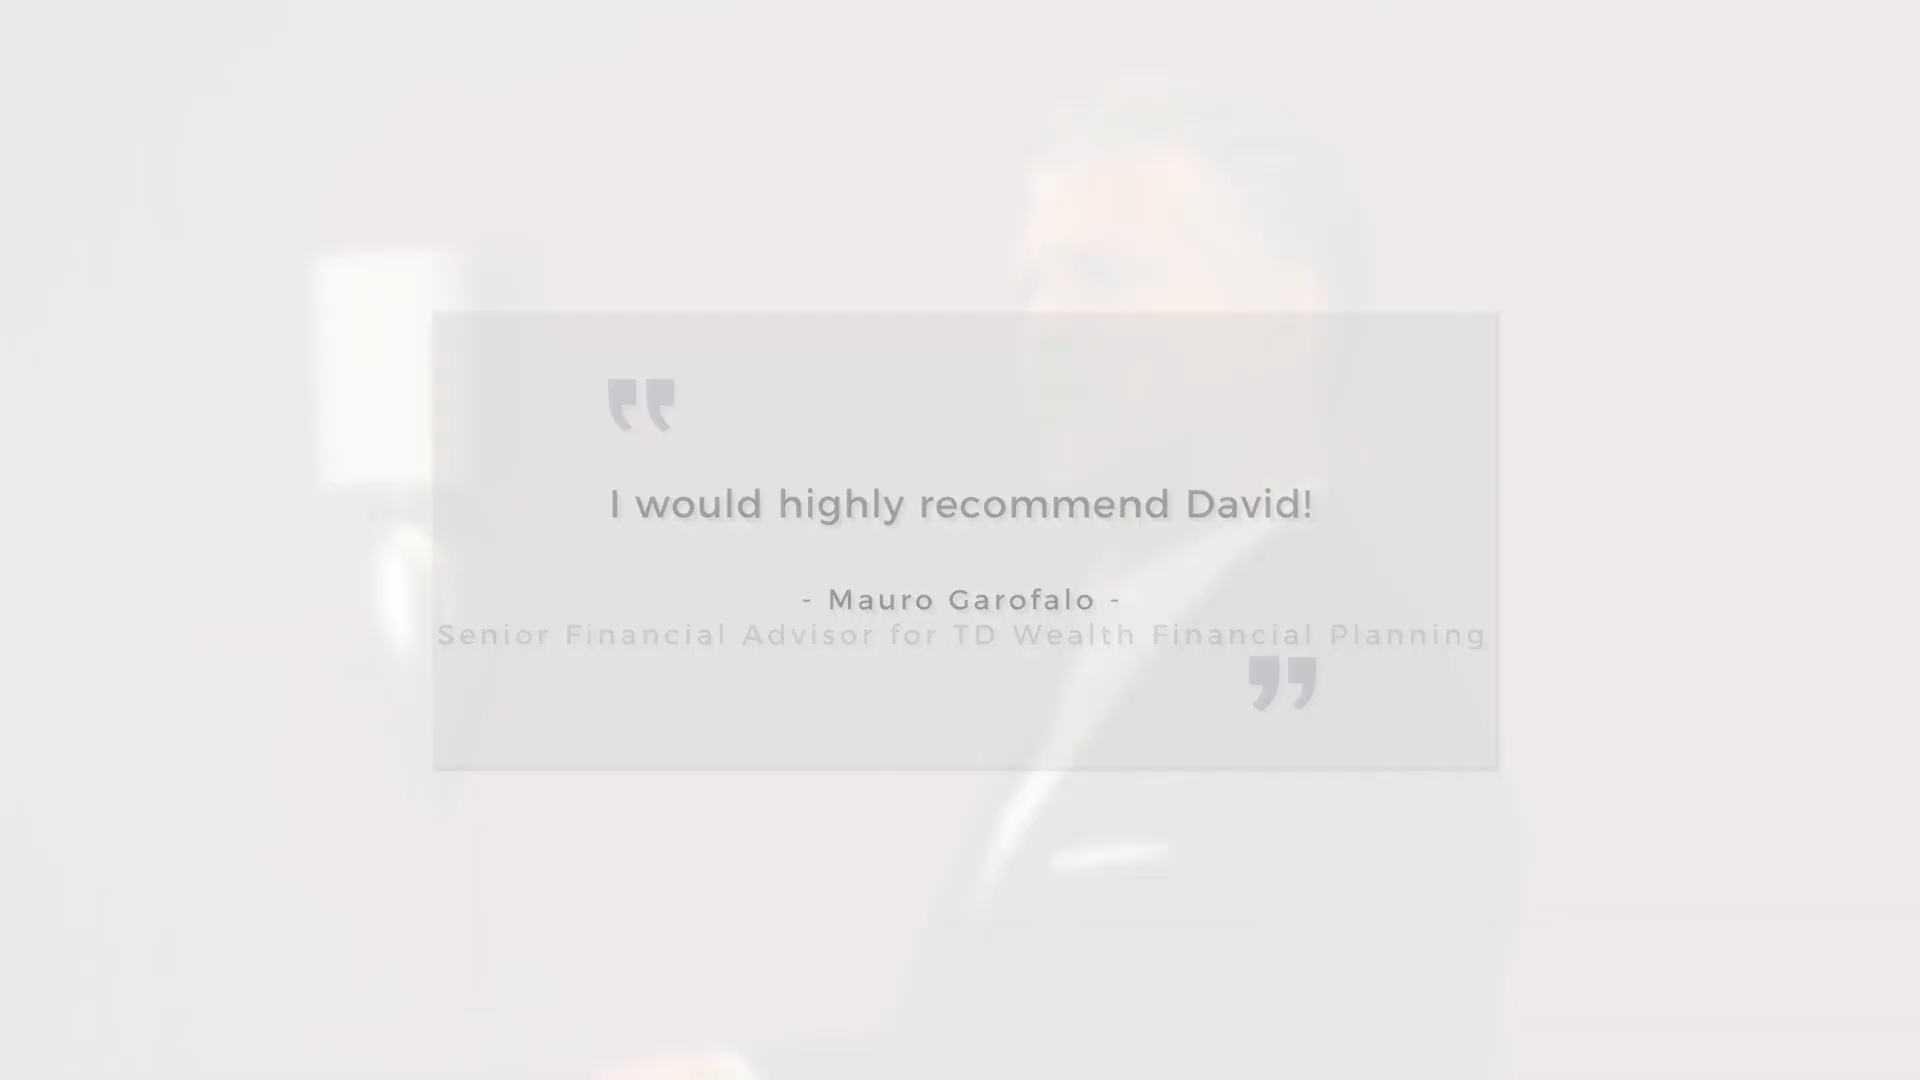 I would highly recommend David!
- Mauro Garofalo -
Senior Financial Advisor for TD Wealth Financial Planning